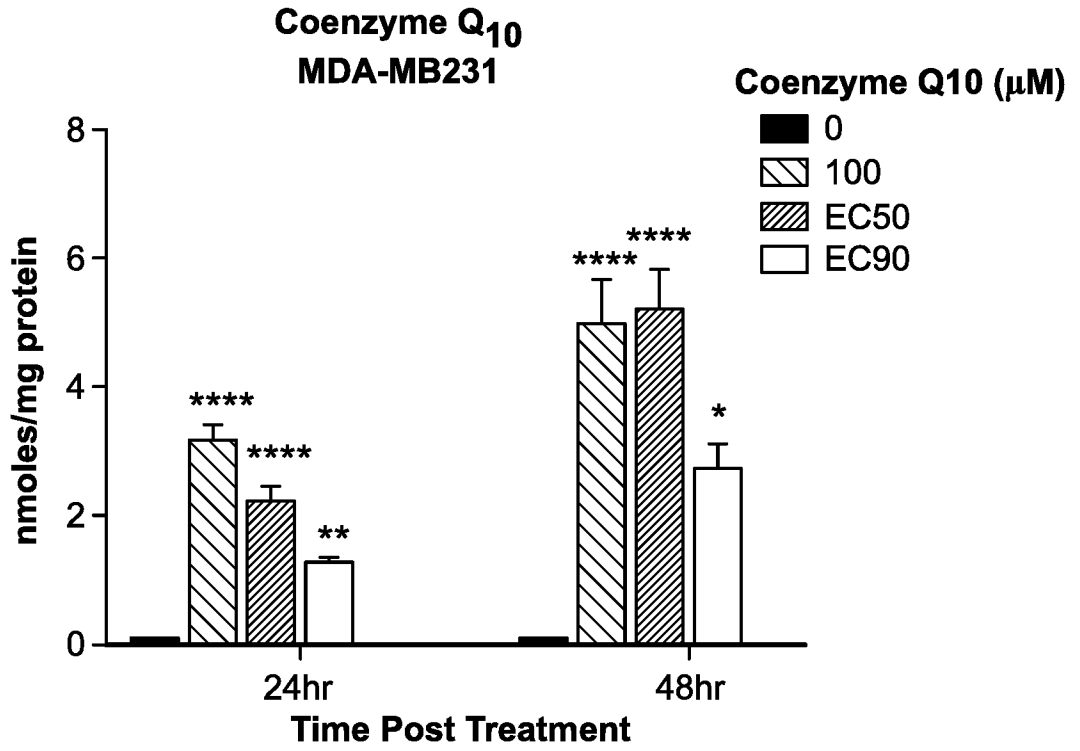 Coenzyme Q10
MDA-MB231
Coenzyme Q10 (μM)
0
100
EC50
EC90
nmoles/mg protein
8
6
4
2
0
****
****
**
****
****
*
24hr
48hr
Time Post Treatment